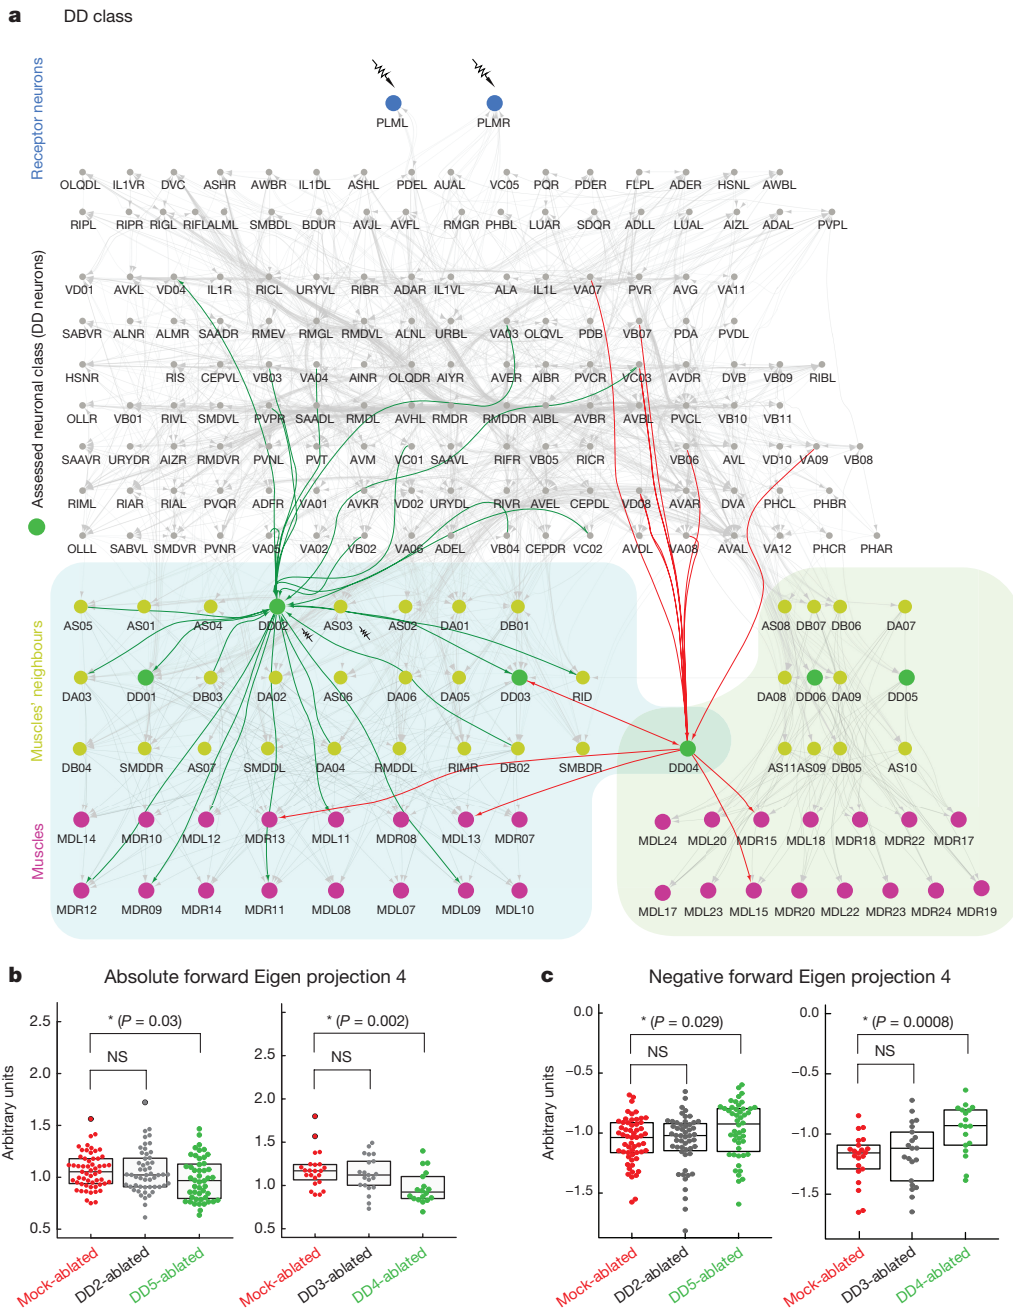 a DD class
Receptor neurons
PLML PLMR
OLQDL IL1VR DVC ASHR AWBR IL1DL ASHL PDEL AUAL VC05 PQR PDER FLPL ADER HSNL AWBL
RIPL RIPR RIGL RIFLALML SMBDL BDUR AVJL AVFL RMGR PHBL LUAR SDQR ADLL LUAL AIZL ADAL PVPL
Assessed neuronal class (DD neurons)
VD01 AVKL VD04 IL1R RICL URYVL RIBR ADAR IL1VL ALA IL1L VA07 PVR AVG VA11
SABVR ALNR ALMR SAADR RMEV RMGL RMDVL ALNL URBL VA03 OLQVL PDB VB07 PDA PVDL
HSNR RIS CEPVL VB03 VA04 AINR OLQDR AIYR AVER AIBR PVCR VC03 AVDR DVB VB09 RIBL
OLLR VB01 RIVL SMDVL PVPR SAADL RMDL AVHL RMDR RMDDR AIBL AVBR AVBL PVCL VB10 VB11
SAAVR URYDR AIZR RMDVR PVNL PVT AVM VC01 SAAVL RIFR VB05 RICR VB06 AVL VD10 VA09 VB08
RIML RIAR RIAL PVQR ADFR VA01 AVKR VD02 URYDL RIVR AVEL CEPDL VD08 AVAR DVA PHCL PHBR
OLLL SABVL SMDVR PVNR VA05 VA02 VB02 VA06 ADEL VB04 CEPDR VC02 AVDL VA08 AVAL VA12 PHCR PHAR
Muscles' neighbours
AS05 AS01 AS04 DD02 AS03 AS02 DA01 DB01 AS08 DB07 DB06 DA07
DA03 DD01 DB03 DA02 AS06 DA06 DA05 DD03 RID DA08 DD06 DA09 DD05
DB04 SMDDR AS07 SMDDL DA04 RMDDL RIMR DB02 SMBDR DD04 AS11AS09 DB05 AS10
Muscles
MDL14 MDR10 MDL12 MDR13 MDL11 MDR08 MDL13 MDR07 MDL24 MDL20 MDR15 MDL18 MDR18 MDR22 MDR17
MDR12 MDR09 MDR14 MDR11 MDL08 MDL07 MDL09 MDL10 MDL17 MDL23 MDL15 MDR20 MDL22 MDR23 MDR24 MDR19
b Absolute forward Eigen projection 4
Arbitrary units
2.5
2.0
1.5
1.0
0.5
* (P = 0.03)
NS
Mock-ablated DD2-ablated DD5-ablated
2.5
2.0
1.5
1.0
0.5
* (P = 0.002)
NS
Mock-ablated DD3-ablated DD4-ablated
c Negative forward Eigen projection 4
Arbitrary units
0.0
−0.5
−1.0
−1.5
* (P = 0.029)
NS
Mock-ablated DD2-ablated DD5-ablated
0.0
−0.5
−1.0
−1.5
* (P = 0.0008)
NS
Mock-ablated DD3-ablated DD4-ablated